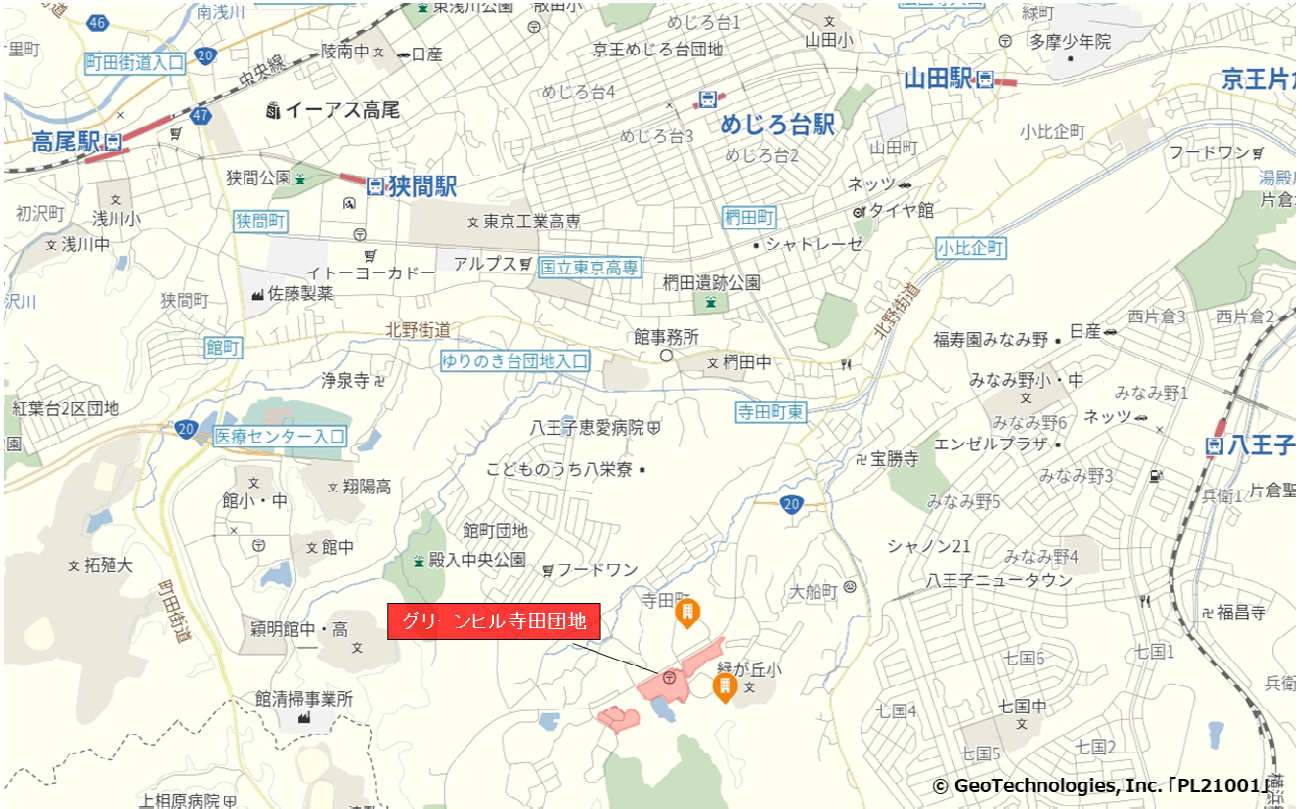 南浅川
東浅川公園
散田小
めじろ台1
山田小
緑町
46
町田街道入口
20
陵南中
日産
京王めじろ台団地
多摩少年院
中央線
山田駅
京王片
めじろ台4
イーアス高尾
47
めじろ台駅
小比企町
高尾駅
めじろ台3
めじろ台2
山田町
フードワン
狭間公園
狭間駅
ネッツ
湯殿川
片倉
初沢町
浅川小
狭間町
東京工業高専
椚田町
タイヤ館
浅川中
シャトレーゼ
小比企町
アルプス
国立東京高専
イトーヨーカドー
椚田遺跡公園
佐藤製薬
狭間町
沢川
北野街道
北野街道
西片倉3
西片倉2
館町
館事務所
福寿園みなみ野
日産
ゆりのき台団地入口
椚田中
浄泉寺
みなみ野小・中
みなみ野1
紅葉台2区団地
寺田町東
みなみ野6
ネッツ
20
医療センター入口
八王子恵愛病院
エンゼルプラザ
八王子
園
宝勝寺
こどものうち八栄寮
みなみ野3
館小・中
翔陽高
みなみ野5
兵衛1
片倉聖
20
館町団地
館中
シャノン21
みなみ野4
拓殖大
殿入中央公園
フードワン
八王子ニュータウン
町田街道
寺田町
大船町
グリーンヒル寺田団地
福昌寺
穎明館中・高
七国6
七国1
緑が丘小
兵衛
館清掃事業所
七国4
七国中
七国5
七国2
上相原病院
横浜
© GeoTechnologies, Inc. 「PL21001」